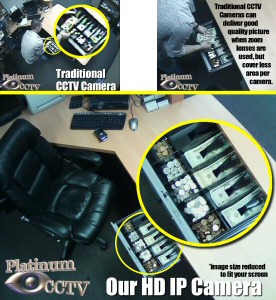 Platinum
CCTV
Traditional
CCTV Camera
Traditional CCTV
Cameras can
deliver good
quality picture
when zoom
lenses are
used, but
cover less
area per
camera.
Platinum
CCTV
*Image size reduced
to fit your screen
Platinum
CCTV
Our HD IP Camera